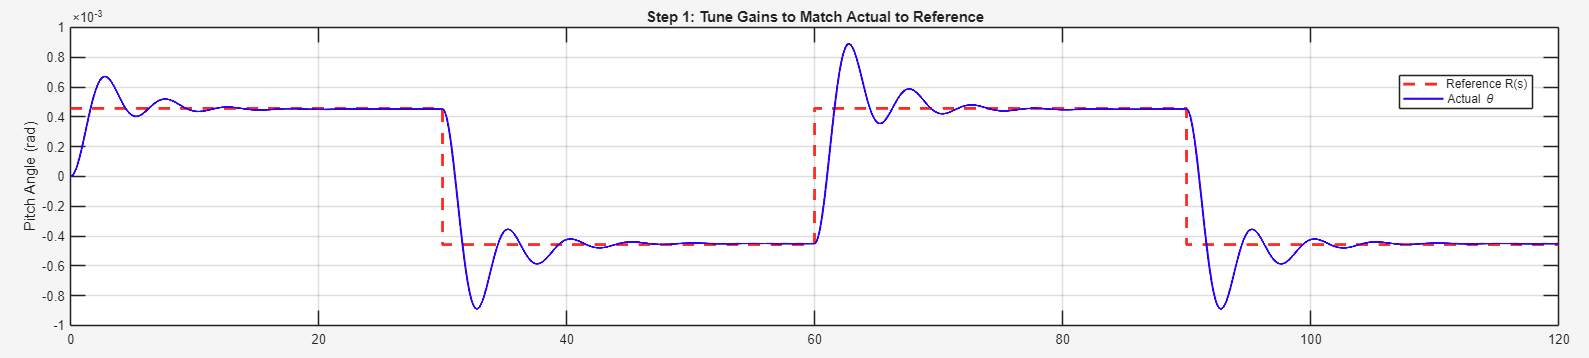 Step 1: Tune Gains to Match Actual to Reference
×10⁻³
1
0.8
0.6
0.4
0.2
0
-0.2
-0.4
-0.6
-0.8
-1
Pitch Angle (rad)
Reference R(s)
Actual θ
0 20 40 60 80 100 120